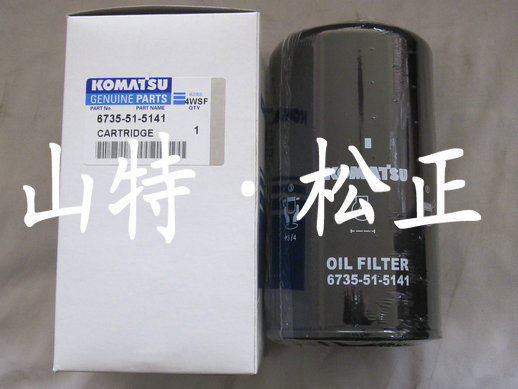 KOMATSU
GENUINE PARTS
4WSF
PART No. PART NAME QTY
6735-51-5141
CARTRIDGE 1
山特·松正
KOMATSU
OIL FILTER
6735-51-5141